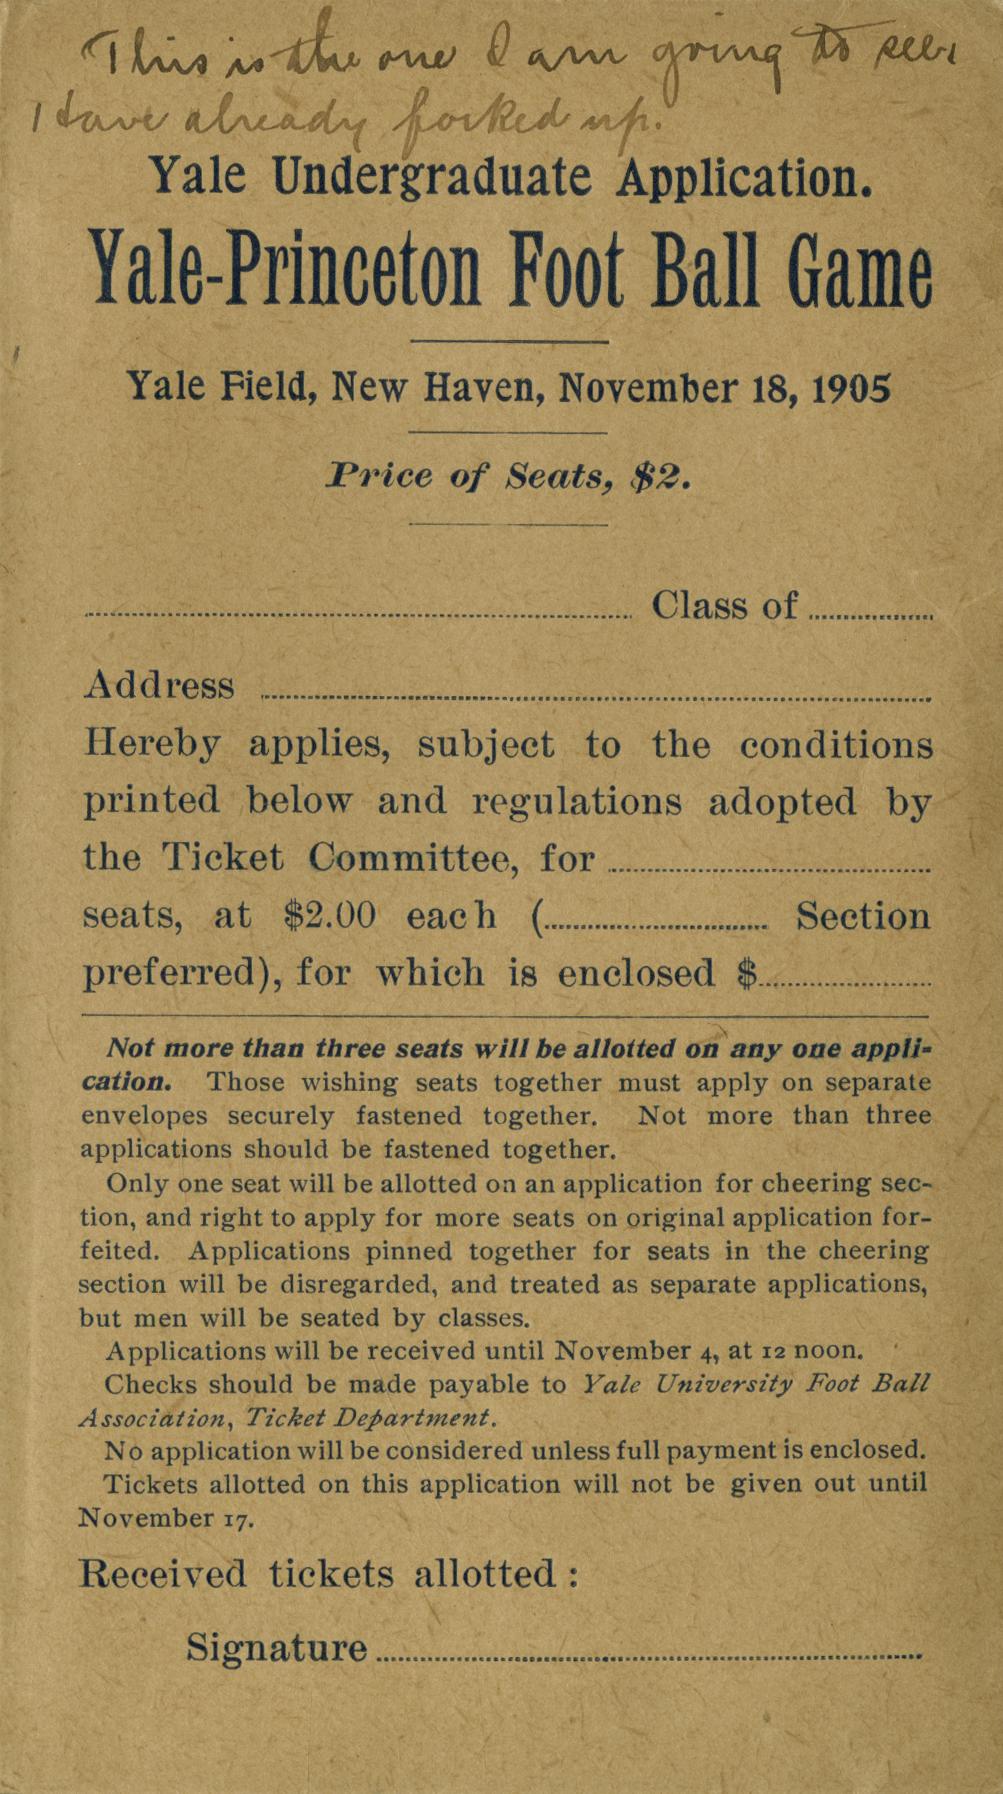 This is the one I am going to see
I have already forked up.
Yale Undergraduate Application.
Yale-Princeton Foot Ball Game
Yale Field, New Haven, November 18, 1905
Price of Seats, $2.
Class of
Address
Hereby applies, subject to the conditions
printed below and regulations adopted by
the Ticket Committee, for
seats, at $2.00 each ( Section
preferred), for which is enclosed $
Not more than three seats will be allotted on any one appli-
cation. Those wishing seats together must apply on separate
envelopes securely fastened together. Not more than three
applications should be fastened together.
Only one seat will be allotted on an application for cheering sec-
tion, and right to apply for more seats on original application for-
feited. Applications pinned together for seats in the cheering
section will be disregarded, and treated as separate applications,
but men will be seated by classes.
Applications will be received until November 4, at 12 noon.
Checks should be made payable to Yale University Foot Ball
Association, Ticket Department.
No application will be considered unless full payment is enclosed.
Tickets allotted on this application will not be given out until
November 17.
Received tickets allotted :
Signature